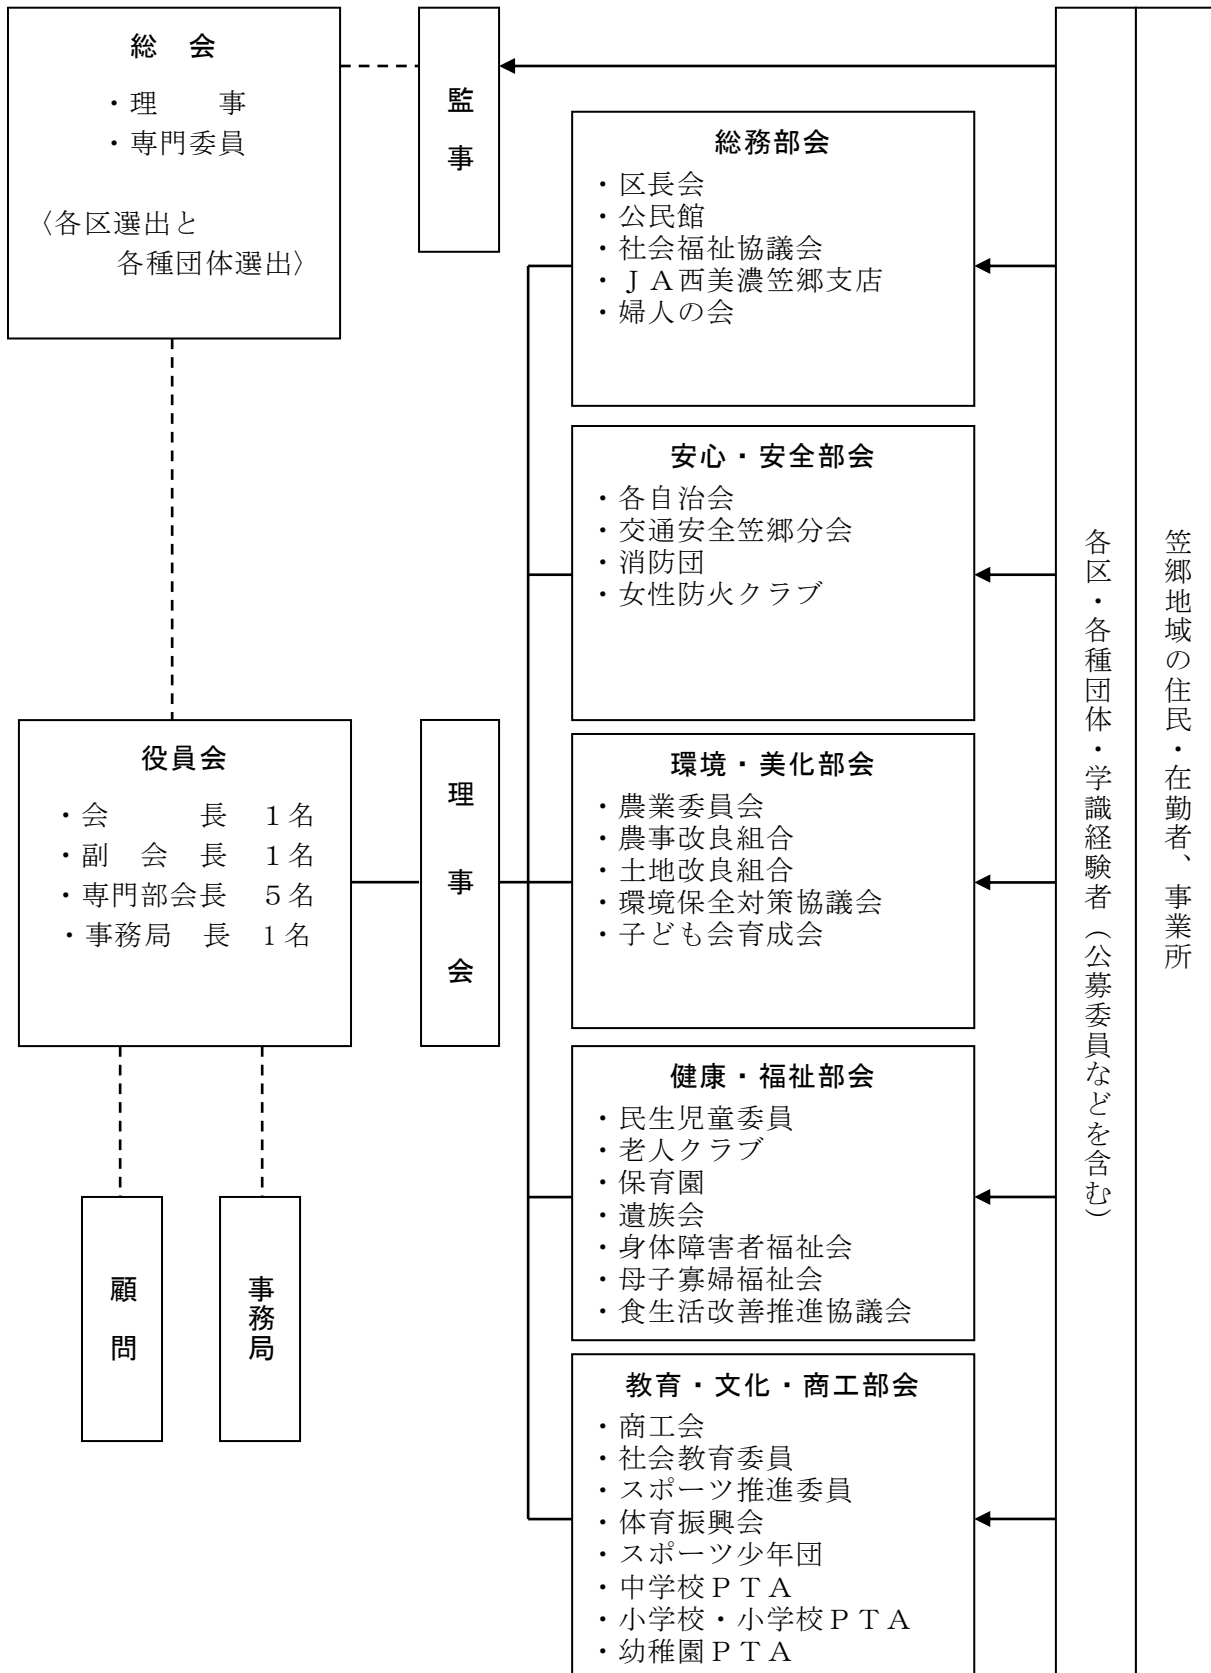 総　会
・理　　事
・専門委員
〈各区選出と
各種団体選出〉
監事
総務部会
・区長会
・公民館
・社会福祉協議会
・ＪＡ西美濃笠郷支店
・婦人の会
安心・安全部会
・各自治会
・交通安全笠郷分会
・消防団
・女性防火クラブ
役員会
・会　　　長　１名
・副　会　長　１名
・専門部会長　５名
・事務局　長　１名
理事会
環境・美化部会
・農業委員会
・農事改良組合
・土地改良組合
・環境保全対策協議会
・子ども会育成会
健康・福祉部会
・民生児童委員
・老人クラブ
・保育園
・遺族会
・身体障害者福祉会
・母子寡婦福祉会
・食生活改善推進協議会
顧問
事務局
教育・文化・商工部会
・商工会
・社会教育委員
・スポーツ推進委員
・体育振興会
・スポーツ少年団
・中学校ＰＴＡ
・小学校・小学校ＰＴＡ
・幼稚園ＰＴＡ
笠郷地域の住民・在勤者、事業所
各区・各種団体・学識経験者（公募委員などを含む）